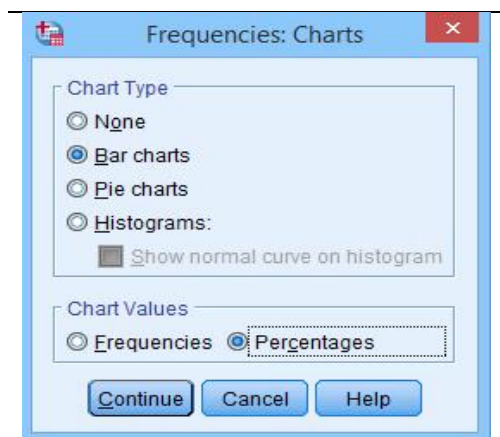 Frequencies: Charts
Chart Type
None
Bar charts
Pie charts
Histograms:
Show normal curve on histogram
Chart Values
Frequencies Percentages
Continue Cancel Help